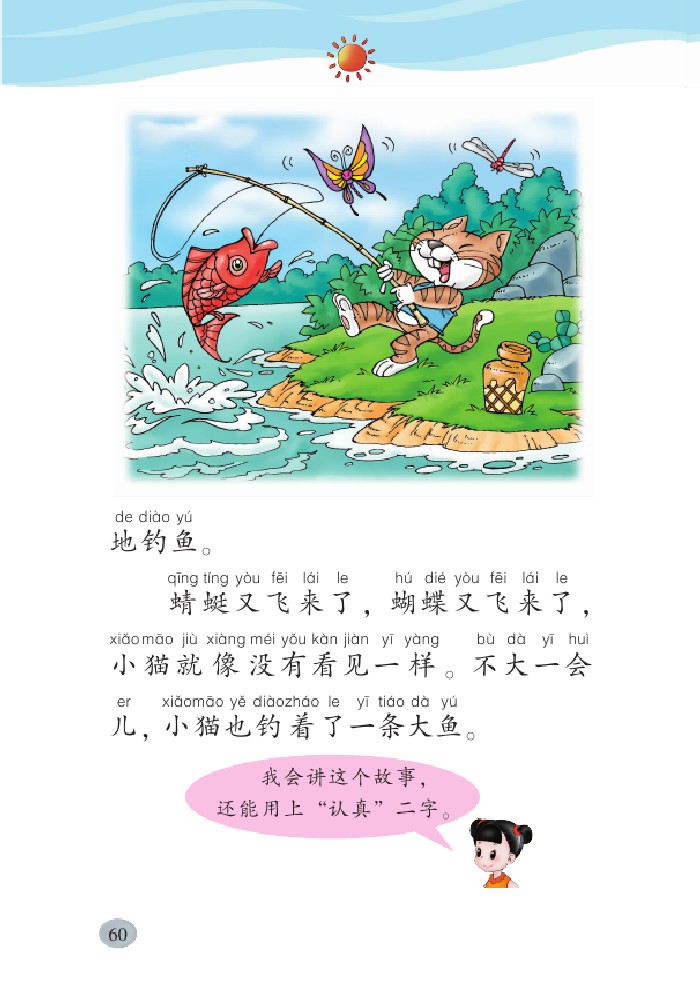 de diào yú
地钓鱼。
qīng tíng yòu fēi lái le hú dié yòu fēi lái le
蜻蜓又飞来了，蝴蝶又飞来了，
xiǎo māo jiù xiàng méi yǒu kàn jiàn yī yàng bù dà yī huì
小猫就像没有看见一样。不大一会
er xiǎomāo yě diàozháo le yī tiáo dà yú
儿，小猫也钓着了一条大鱼。
我会讲这个故事，
还能用上“认真”二字。
60